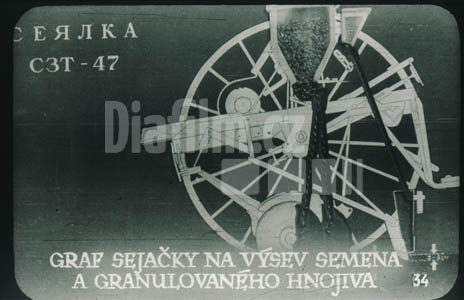 СЕЯЛКА
СЗТ-47
GRAF SEJAČKY NA VÝSEV SEMENA
A GRANULOVANÉHO HNOJIVA
34